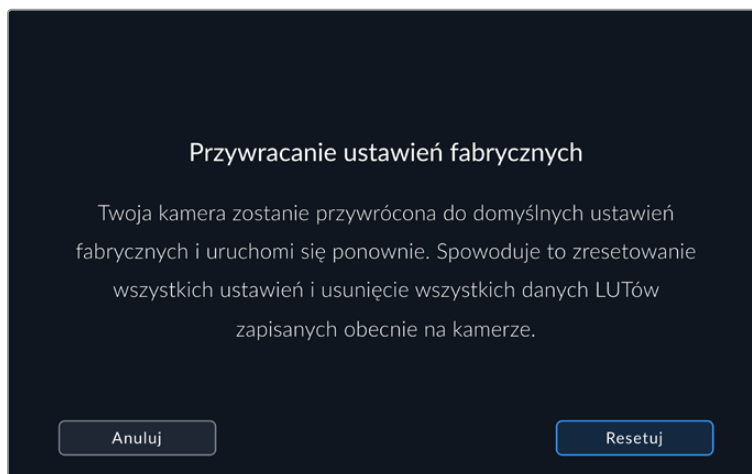 Przywracanie ustawień fabrycznych
Twoja kamera zostanie przywrócona do domyślnych ustawień
fabrycznych i uruchomi się ponownie. Spowoduje to zresetowanie
wszystkich ustawień i usunięcie wszystkich danych LUTów
zapisanych obecnie na kamerze.
Anuluj
Resetuj